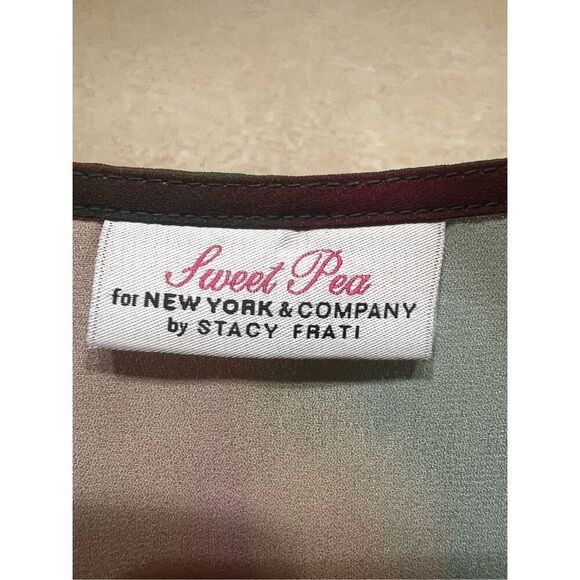 Sweet Pea
for NEW YORK & COMPANY
by STACY FRATI